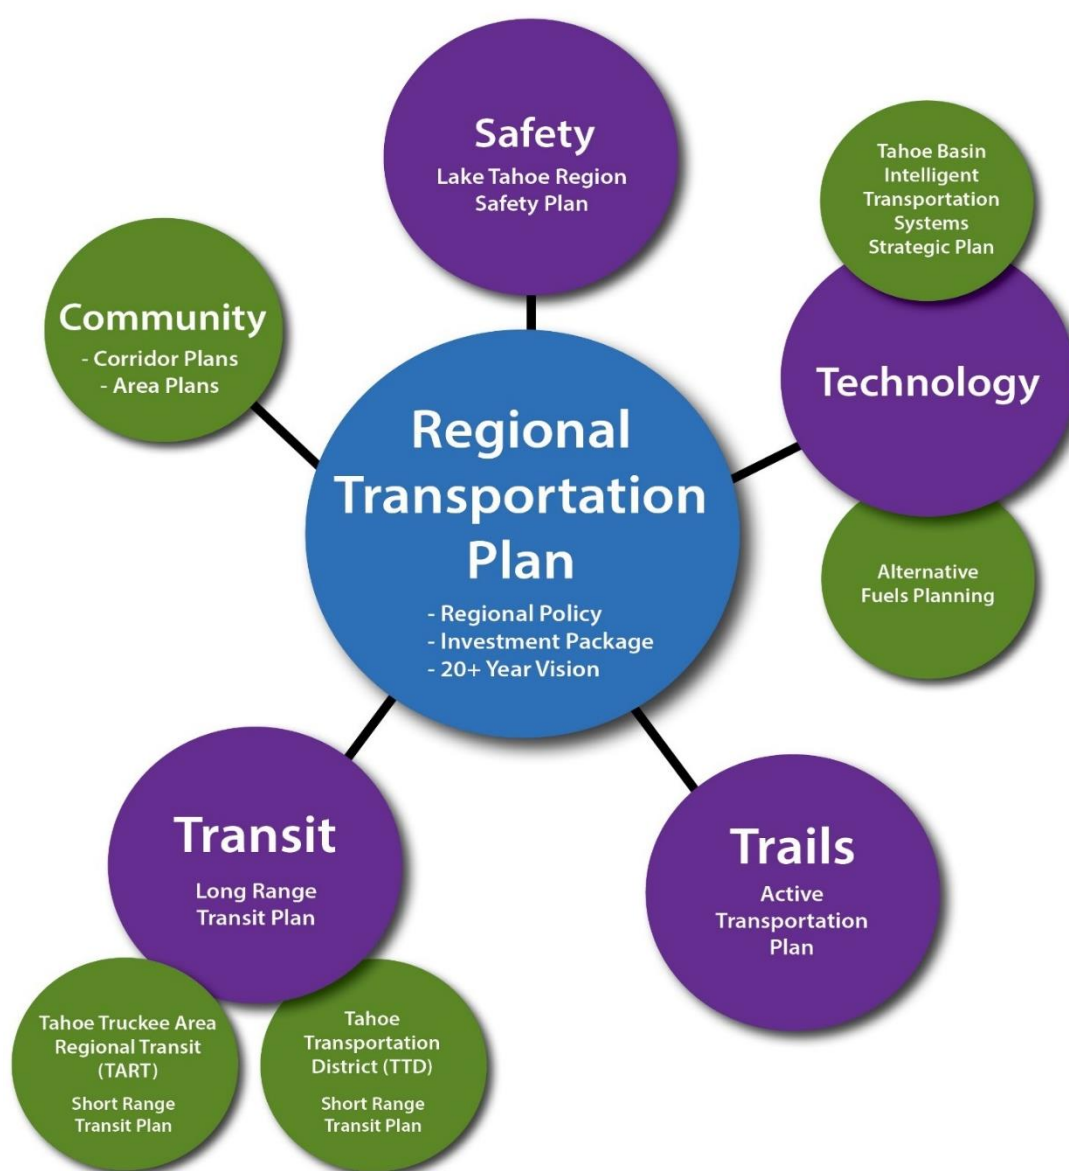 Safety
Lake Tahoe Region
Safety Plan
Tahoe Basin
Intelligent
Transportation
Systems
Strategic Plan
Community
- Corridor Plans
- Area Plans
Technology
Regional
Transportation
Plan
- Regional Policy
- Investment Package
- 20+ Year Vision
Alternative
Fuels Planning
Transit
Long Range
Transit Plan
Trails
Active
Transportation
Plan
Tahoe Truckee Area
Regional Transit
(TART)
Short Range
Transit Plan
Tahoe
Transportation
District (TTD)
Short Range
Transit Plan